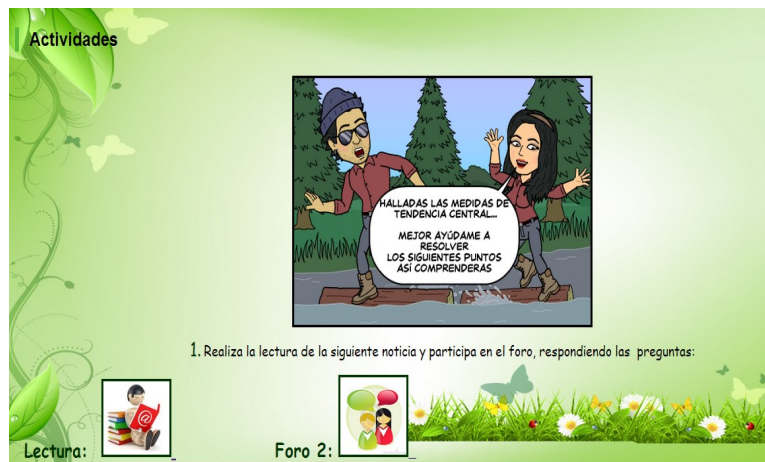 Actividades
HALLADAS LAS MEDIDAS DE
TENDENCIA CENTRAL...
MEJOR AYÚDAME A
RESOLVER
LOS SIGUIENTES PUNTOS
ASÍ COMPRENDERAS
1. Realiza la lectura de la siguiente noticia y participa en el foro, respondiendo las preguntas:
Lectura:
Foro 2: